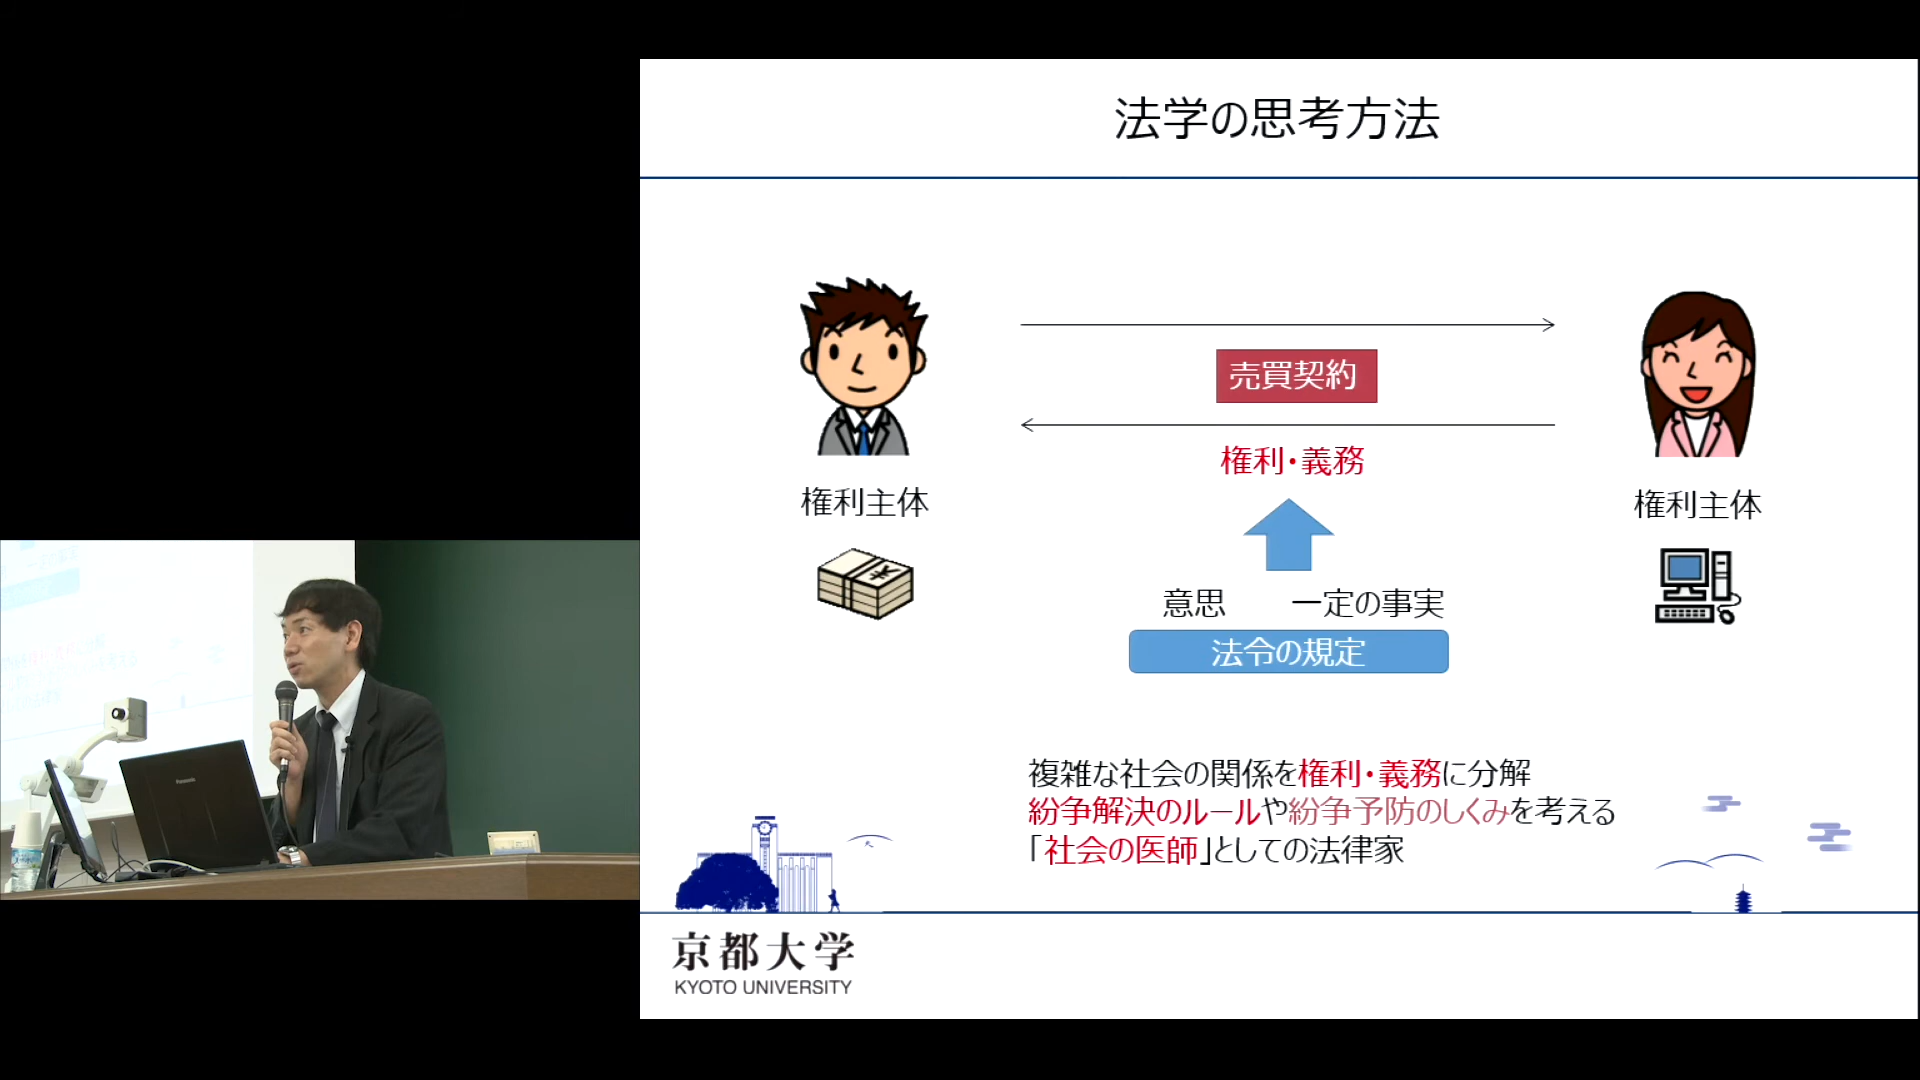 法学の思考方法
売買契約
権利・義務
権利主体
権利主体
¥
意思 一定の事実
法令の規定
複雑な社会の関係を権利・義務に分解
紛争解決のルールや紛争予防のしくみを考える
「社会の医師」としての法律家
京都大学
KYOTO UNIVERSITY
Panasonic